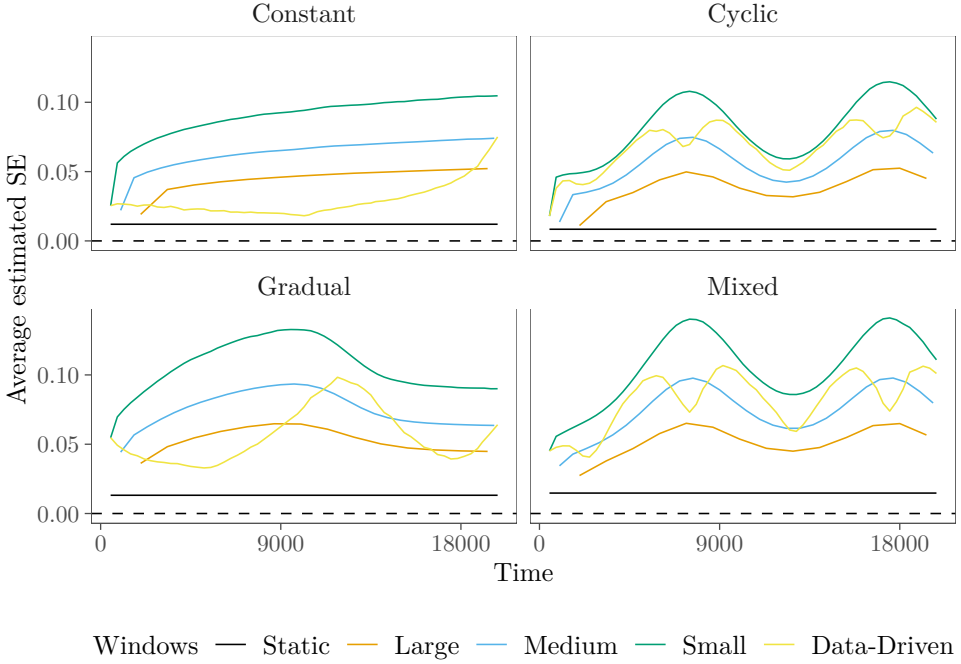 Constant
Cyclic
0.10
0.05
0.00
Gradual
Mixed
0.10
0.05
0.00
Average estimated SE
0 9000 18000
0 9000 18000
Time
Windows Static Large Medium Small Data-Driven